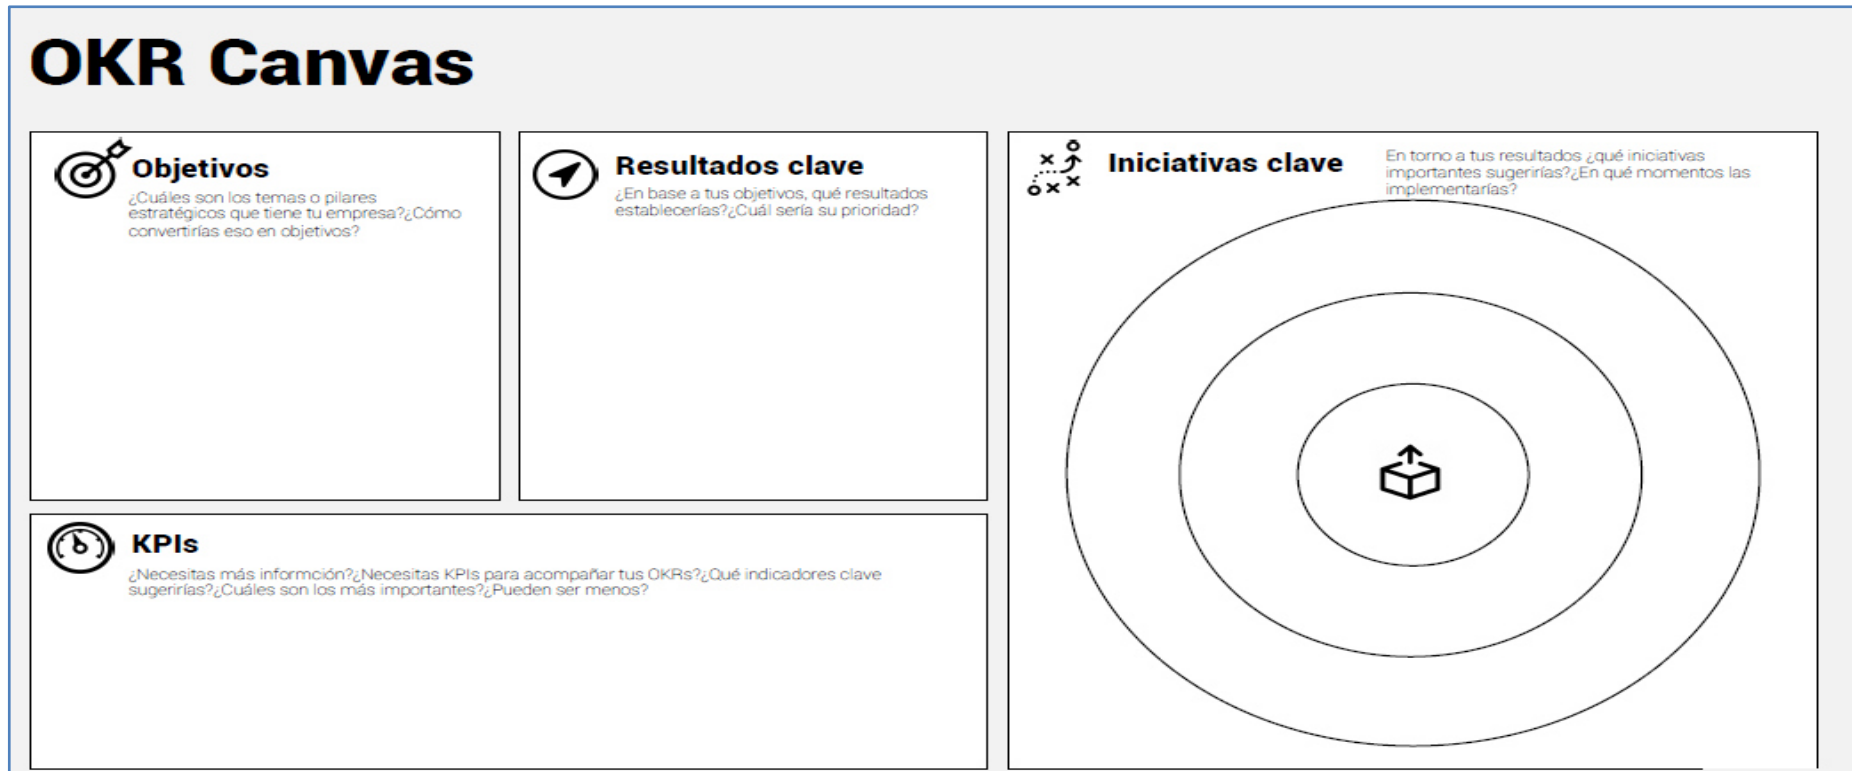 OKR Canvas
Objetivos
¿Cuáles son los temas o pilares
estratégicos que tiene tu empresa?¿Cómo
convertirías eso en objetivos?
Resultados clave
¿En base a tus objetivos, qué resultados
establecerías?¿Cuál sería su prioridad?
Iniciativas clave
En torno a tus resultados ¿qué iniciativas
importantes sugerirías?¿En qué momentos las
implementarías?
KPIs
¿Necesitas más informción?¿Necesitas KPIs para acompañar tus OKRs?¿Qué indicadores clave
sugerirías?¿Cuáles son los más importantes?¿Pueden ser menos?